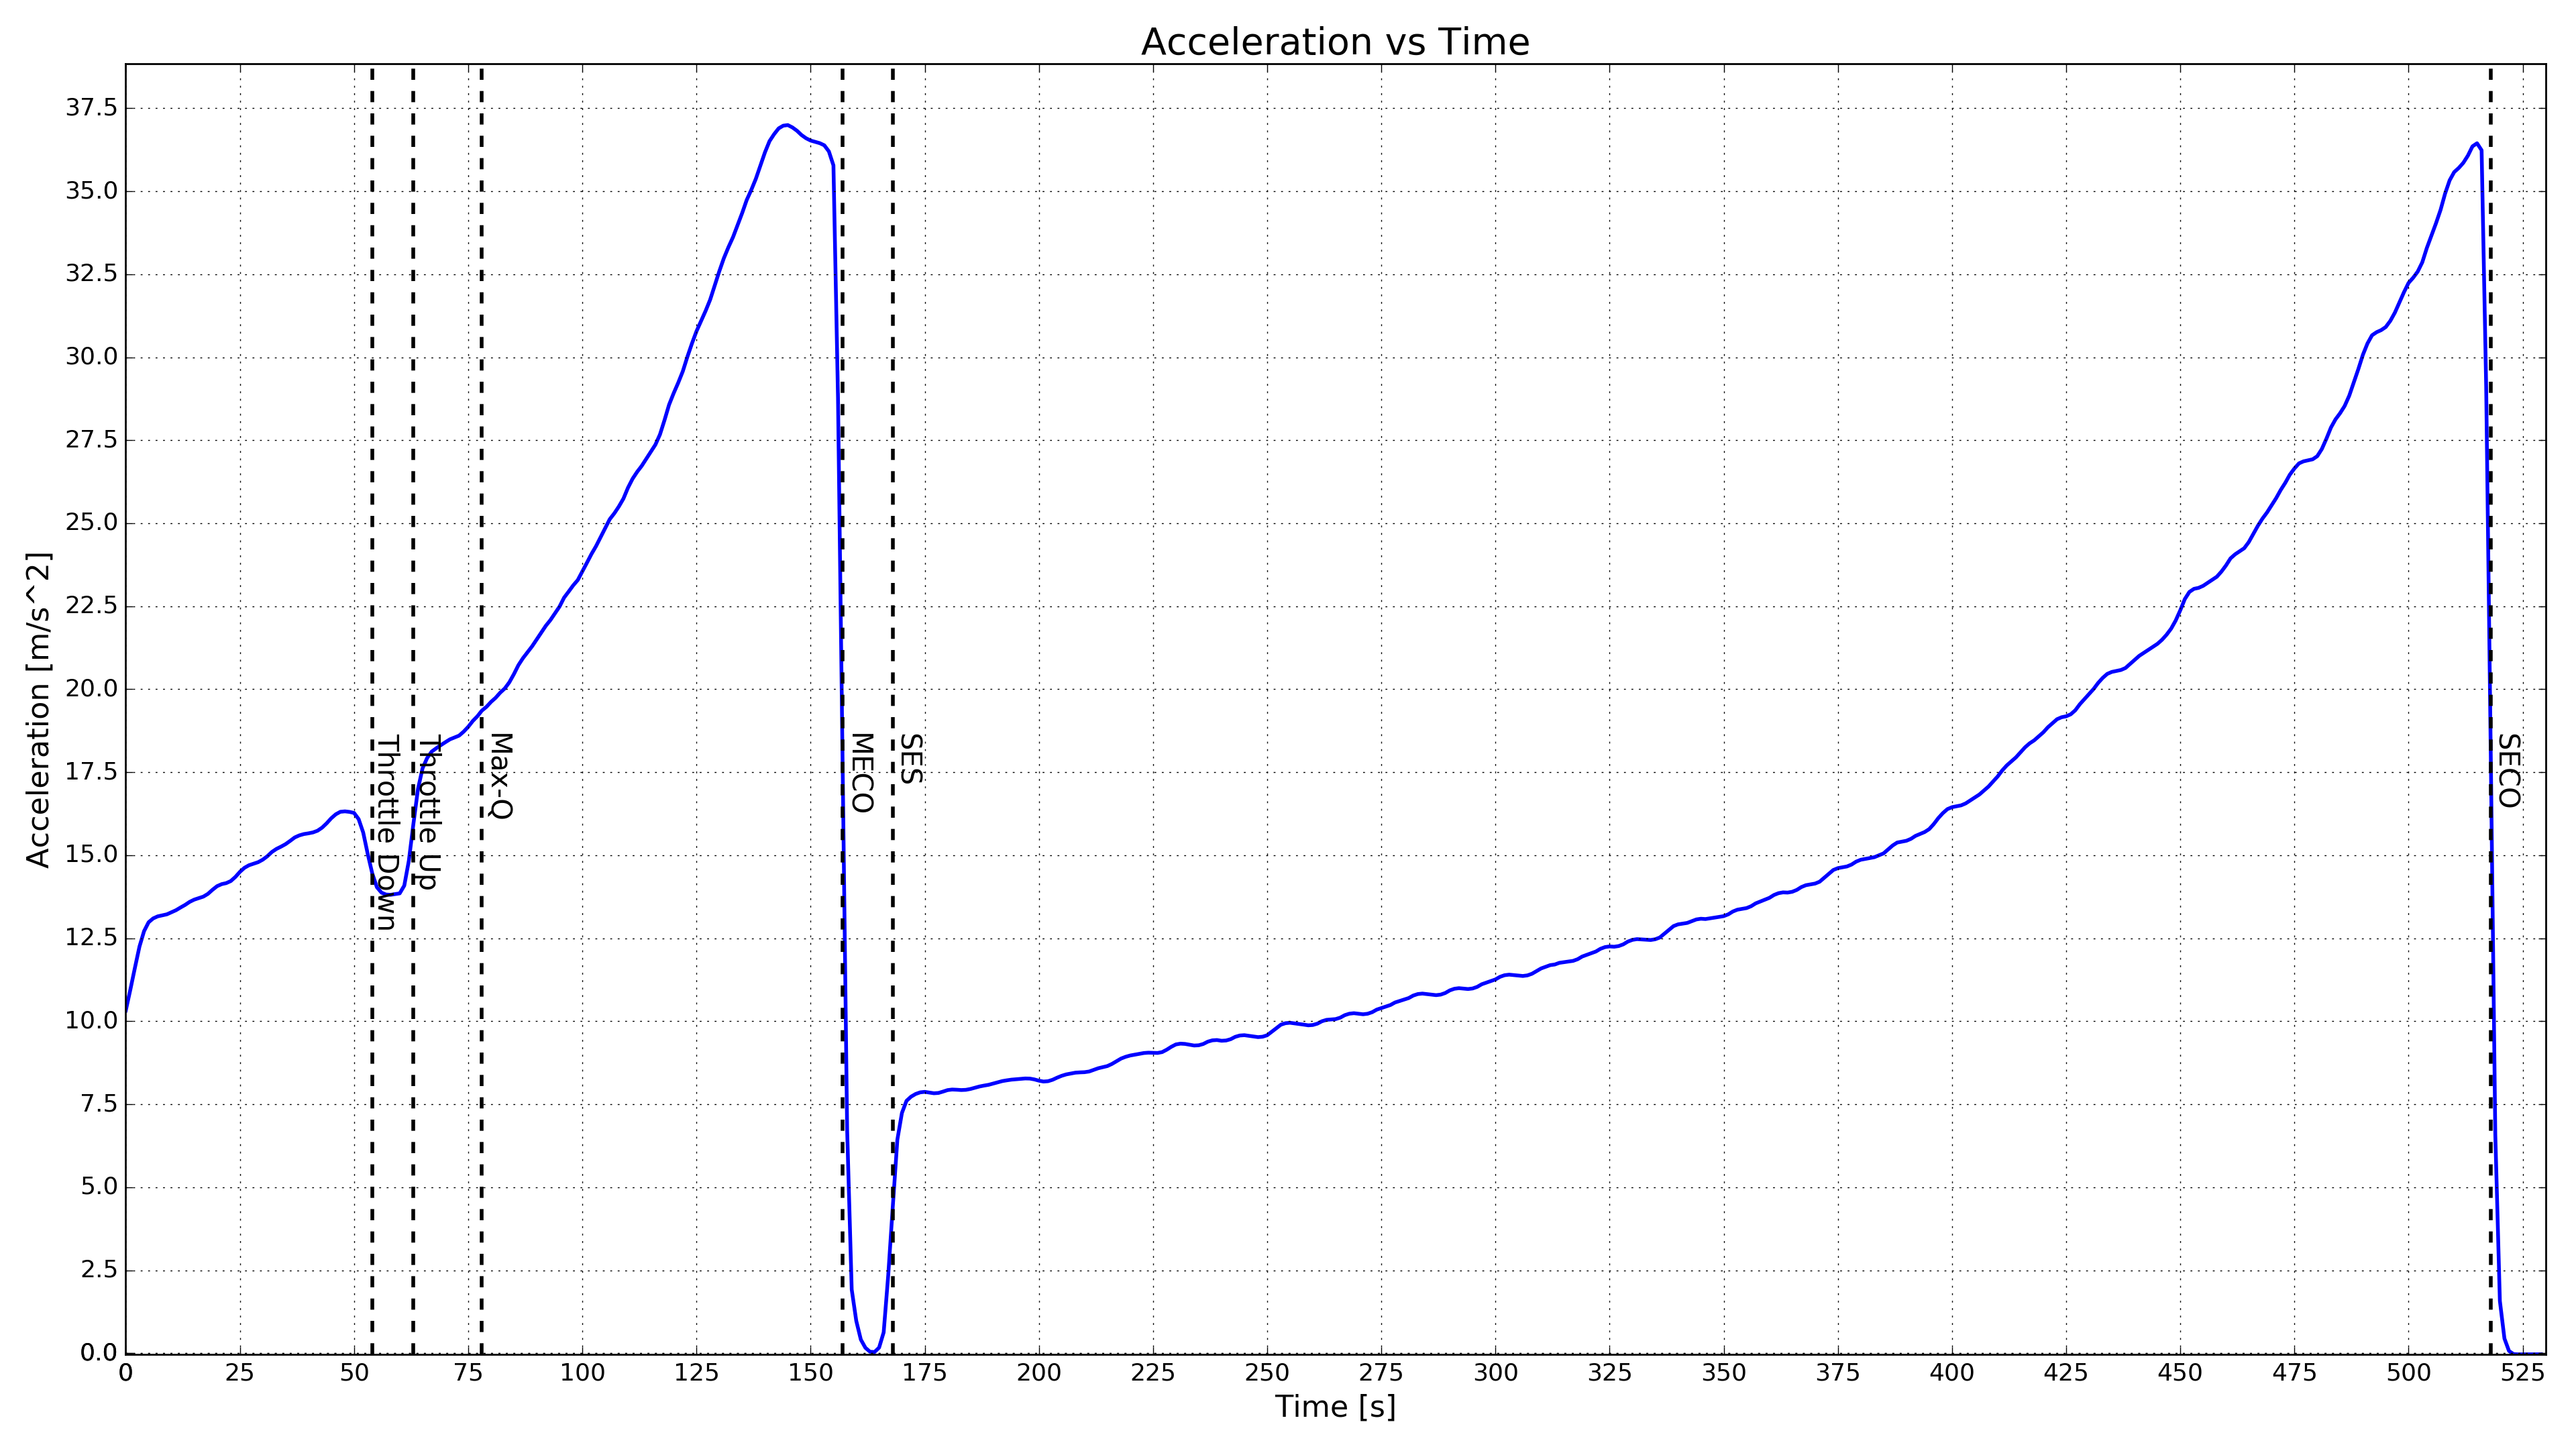 Acceleration vs Time
Acceleration [m/s^2]
37.5
35.0
32.5
30.0
27.5
25.0
22.5
20.0
17.5
15.0
12.5
10.0
7.5
5.0
2.5
0.0
Throttle Down
Throttle Up
Max-Q
MECO
SES
SECO
0 25 50 75 100 125 150 175 200 225 250 275 300 325 350 375 400 425 450 475 500 525
Time [s]